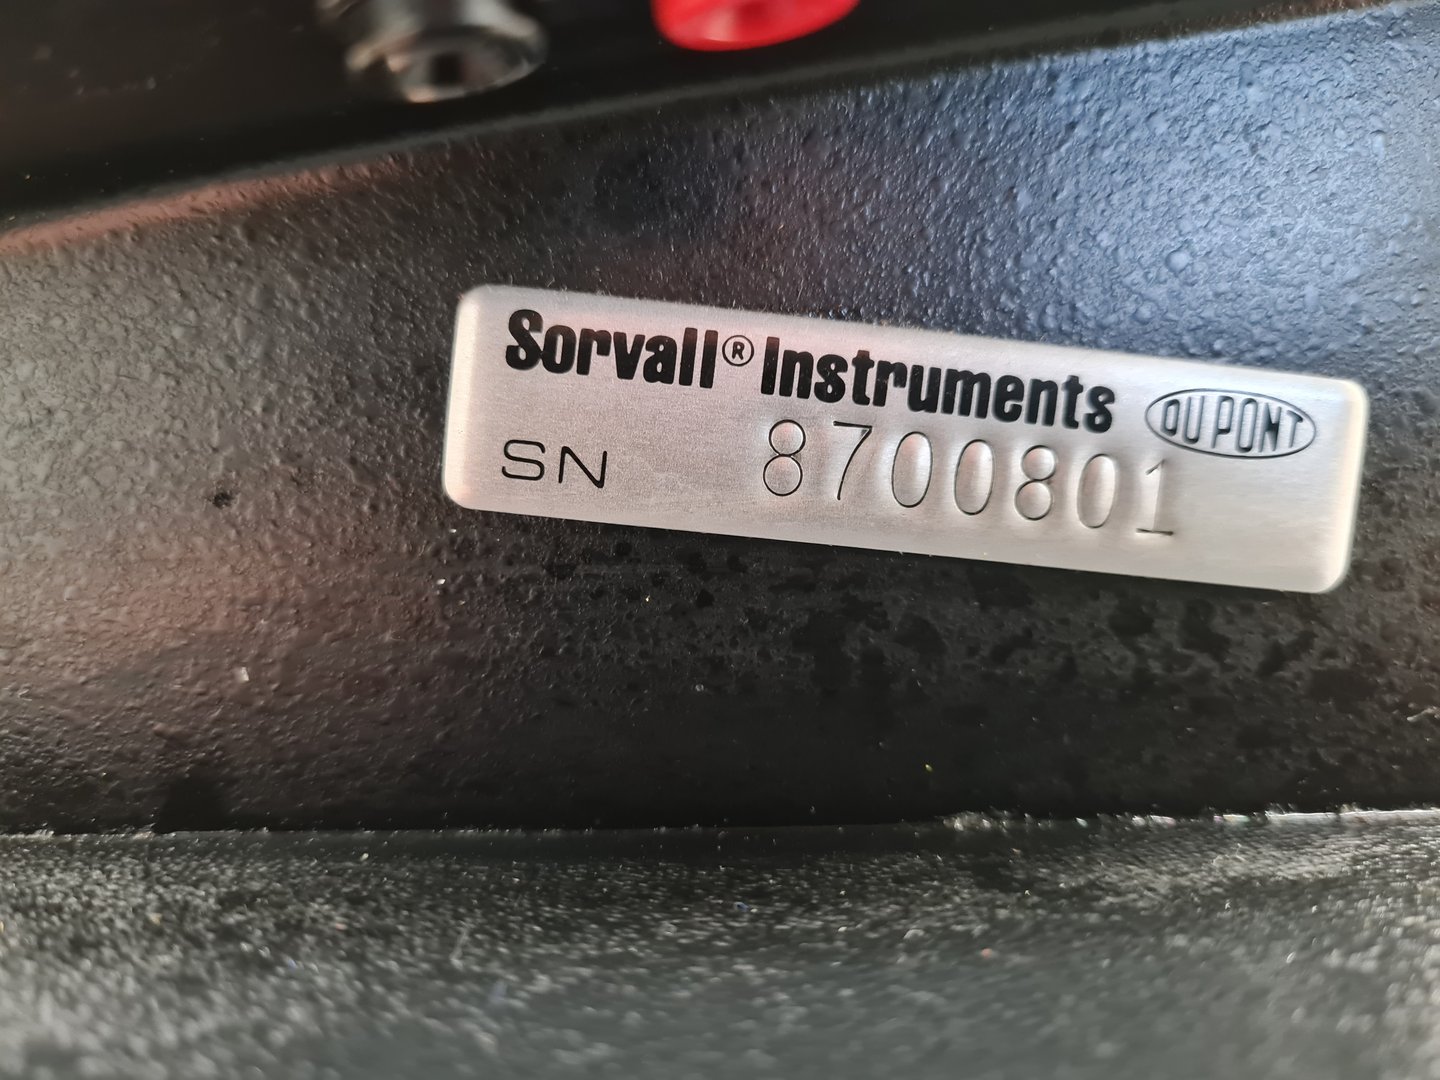 Sorvall® Instruments DU PONT
SN 8700801